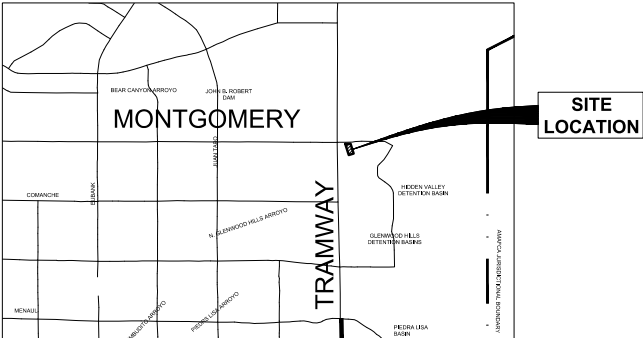 BEAR CANYON ARROYO
JOHN B. ROBERT
DAM
MONTGOMERY
SITE
LOCATION
JUAN TABO
COMANCHE
EUBANK
TRAMWAY
HIDDEN VALLEY
DETENTION BASIN
N. GLENWOOD HILLS ARROYO
GLENWOOD HILLS
DETENTION BASINS
AMAFCA JURISDICTIONAL BOUNDARY
MENAUL
PIEDRA LISA ARROYO
PIEDRA LISA
BASIN